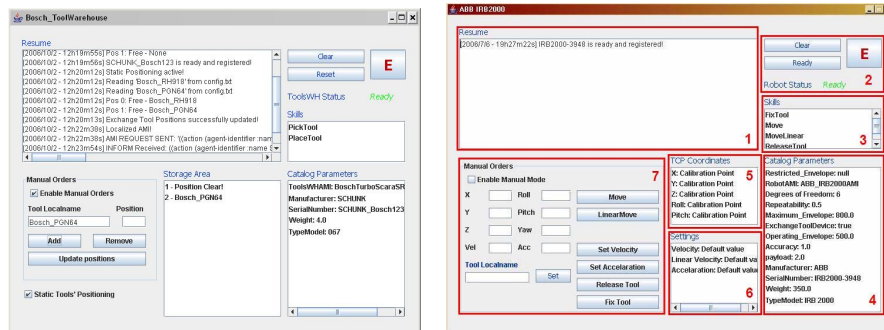 Bosch_ToolWarehouse
Resume
[2006/10/2 - 12h19m55s] Pos 1: Free - None
[2006/10/2 - 12h19m56s] SCHUNK_Bosch123 is ready and registered!
[2006/10/2 - 12h20m12s] Static Positioning active!
[2006/10/2 - 12h20m12s] Reading 'Bosch_RH918' from config.txt
[2006/10/2 - 12h20m12s] Reading 'Bosch_PGN64' from config.txt
[2006/10/2 - 12h20m12s] Pos 0: Free - Bosch_RH918
[2006/10/2 - 12h20m12s] Pos 1: Free - Bosch_PGN64
[2006/10/2 - 12h20m13s] Exchange Tool Positions successfully updated!
[2006/10/2 - 12h22m38s] Localized AMI!
[2006/10/2 - 12h22m38s] AMI REQUEST SENT: '((action (agent-identifier :nam
[2006/10/2 - 12h23m54s] INFORM Received: ((action (agent-identifier :name S
Clear
Reset
E
ToolsWH Status Ready
Skills
PickTool
PlaceTool
Manual Orders
Enable Manual Orders
Tool Localname Position
Bosch_PGN64
Add Remove
Update positions
Static Tools' Positioning
Storage Area
1 - Position Clear!
2 - Bosch_PGN64
Catalog Parameters
ToolsWHAMI: BoschTurboScaraSR
Manufacturer: SCHUNK
SerialNumber: SCHUNK_Bosch123
Weight: 4.0
TypeModel: 067
ABB IRB2000
Resume
[2006/7/6 - 19h27m22s] IRB2000-3948 is ready and registered!
1
Clear
Ready
E
Robot Status Ready
2
Skills
FixTool
Move
MoveLinear
ReleaseTool
3
Manual Orders
7
Enable Manual Mode
X Roll Move
Y Pitch LinearMove
Z Yaw
Vel Acc Set Velocity
Tool Localname
Set
Set Accelaration
Release Tool
Fix Tool
TCP Coordinates
5
X: Calibration Point
Y: Calibration Point
Z: Calibration Point
Roll: Calibration Point
Pitch: Calibration Point
Settings
Velocity: Default value
Linear Velocity: Default va
Accelaration: Default value
6
Catalog Parameters
Restricted_Envelope: null
RobotAMI: ABB_IRB2000AMI
Degrees of Freedom: 6
Repeatability: 0.5
Maximum_Envelope: 800.0
ExchangeToolDevice: true
Operating_Envelope: 500.0
Accuracy: 1.0
payload: 2.0
Manufacturer: ABB
SerialNumber: IRB2000-3948
Weight: 350.0
TypeModel: IRB 2000
4